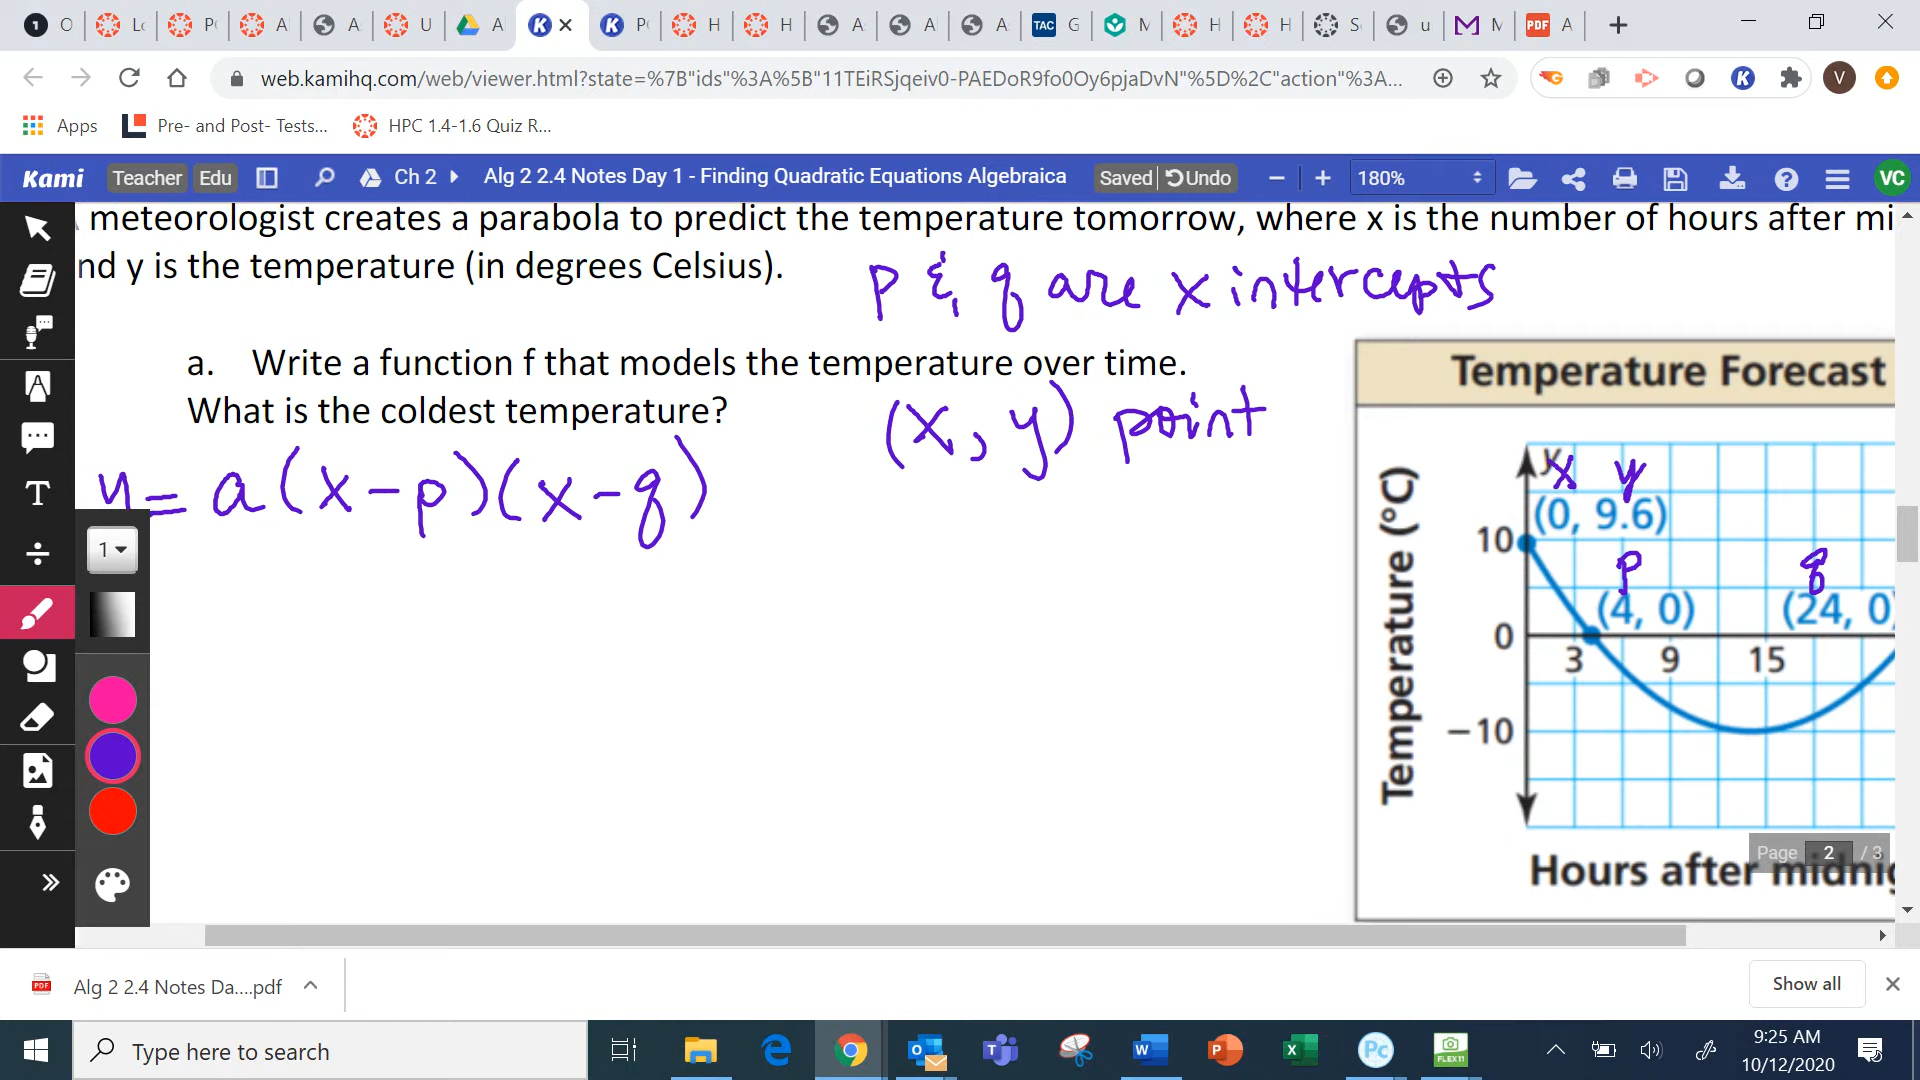 web.kamihq.com/web/viewer.html?state=%7B"ids"%3A%5B"11TEiRSjqeiv0-PAEDoR9fo0Oy6pjaDvN"%5D%2C"action"%3A...
Apps Pre- and Post- Tests... HPC 1.4-1.6 Quiz R...
Kami Teacher Edu Ch 2 Alg 2 2.4 Notes Day 1 - Finding Quadratic Equations Algebraica Saved Undo 180% VC
meteorologist creates a parabola to predict the temperature tomorrow, where x is the number of hours after mi
nd y is the temperature (in degrees Celsius).
p & q are x intercepts
a. Write a function f that models the temperature over time.
What is the coldest temperature?
(x, y) point
y = a(x-p)(x-q)
Temperature Forecast
Temperature (°C)
y
x y
(0, 9.6)
10
p q
(4, 0) (24, 0)
0
3 9 15
-10
Hours after midnig
Page 2 / 3
1
Alg 2 2.4 Notes Da....pdf
Show all
Type here to search
9:25 AM
10/12/2020